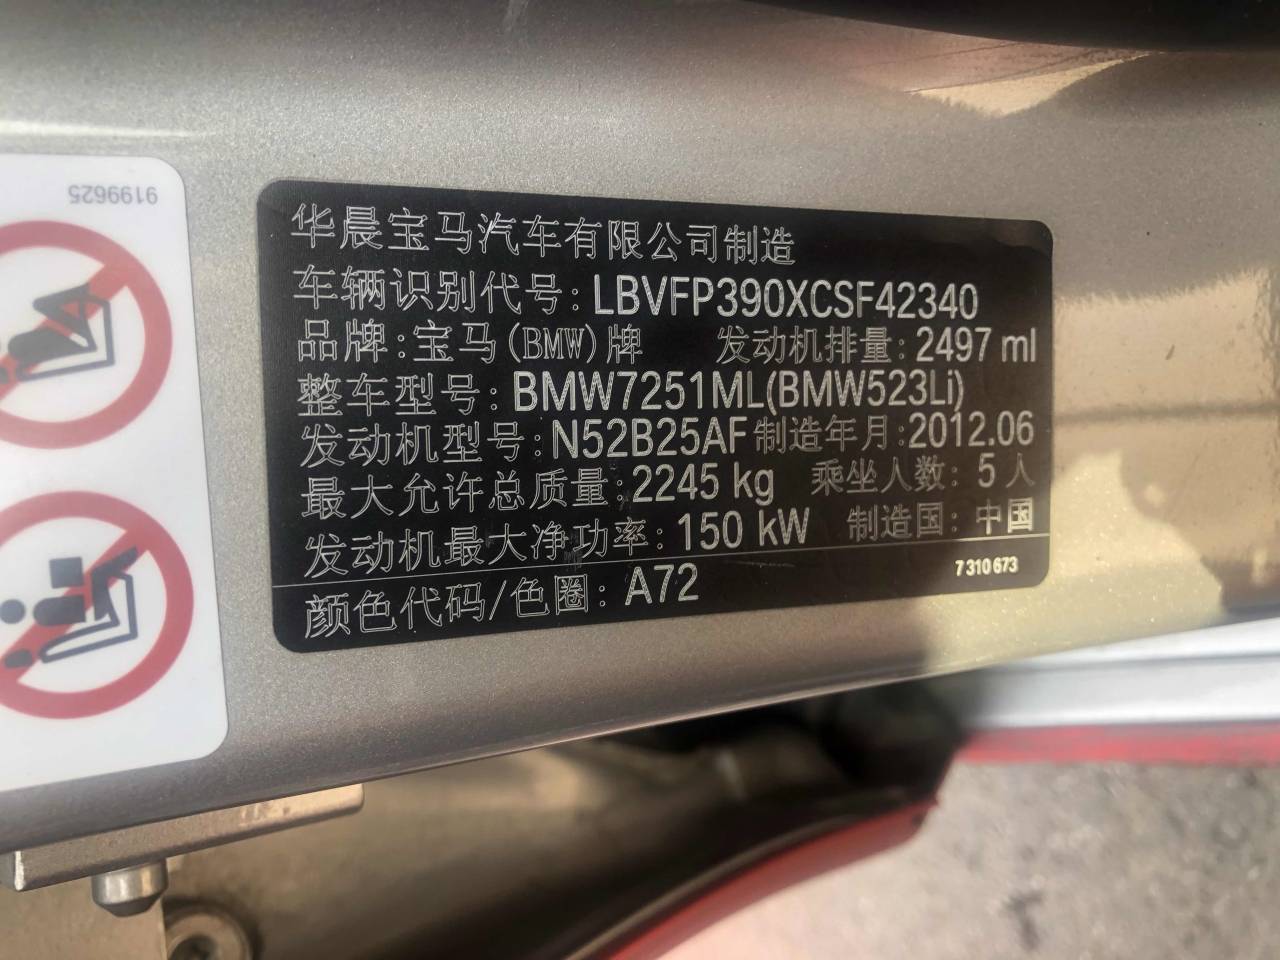 9199625
华晨宝马汽车有限公司制造
车辆识别代号: LBVFP390XCSF42340
品牌:宝马(BMW)牌 发动机排量: 2497 ml
整车型号: BMW7251ML(BMW523Li)
发动机型号: N52B25AF 制造年月:2012.06
最大允许总质量:2245 kg 乘坐人数: 5 人
发动机最大净功率: 150 kW 制造国: 中国
颜色代码/色圈: A72 7310673